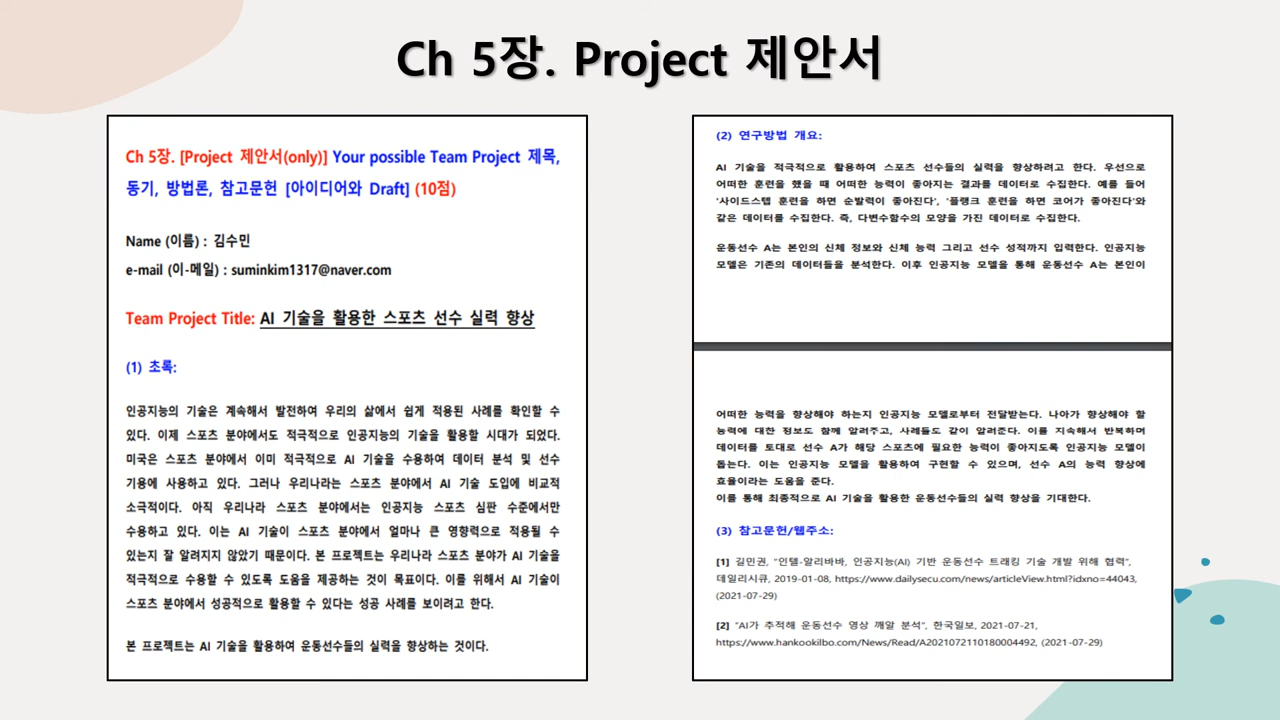 Ch 5장. Project 제안서
Ch 5장. [Project 제안서(only)] Your possible Team Project 제목,
동기, 방법론, 참고문헌 [아이디어와 Draft] (10점)
Name (이름) : 김수민
e-mail (이-메일) : suminkim1317@naver.com
Team Project Title: AI 기술을 활용한 스포츠 선수 실력 향상
(1) 초록:
인공지능의 기술은 계속해서 발전하여 우리의 삶에서 쉽게 적용된 사례를 확인할 수
있다. 이제 스포츠 분야에서도 적극적으로 인공지능의 기술을 활용할 시대가 되었다.
미국은 스포츠 분야에서 이미 적극적으로 AI 기술을 수용하여 데이터 분석 및 선수
기용에 사용하고 있다. 그러나 우리나라는 스포츠 분야에서 AI 기술 도입에 비교적
소극적이다. 아직 우리나라 스포츠 분야에서는 인공지능 스포츠 심판 수준에서만
수용하고 있다. 이는 AI 기술이 스포츠 분야에서 얼마나 큰 영향력으로 적용될 수
있는지 잘 알려지지 않았기 때문이다. 본 프로젝트는 우리나라 스포츠 분야가 AI 기술을
적극적으로 수용할 수 있도록 도움을 제공하는 것이 목표이다. 이를 위해서 AI 기술이
스포츠 분야에서 성공적으로 활용할 수 있다는 성공 사례를 보이려고 한다.
본 프로젝트는 AI 기술을 활용하여 운동선수들의 실력을 향상하는 것이다.
(2) 연구방법 개요:
AI 기술을 적극적으로 활용하여 스포츠 선수들의 실력을 향상하려고 한다. 우선으로
어떠한 훈련을 했을 때 어떠한 능력이 좋아지는 결과를 데이터로 수집한다. 예를 들어
'사이드스텝 훈련을 하면 순발력이 좋아진다', '플랭크 훈련을 하면 코어가 좋아진다'와
같은 데이터를 수집한다. 즉, 다변수함수의 모양을 가진 데이터로 수집한다.
운동선수 A는 본인의 신체 정보와 신체 능력 그리고 선수 성적까지 입력한다. 인공지능
모델은 기존의 데이터들을 분석한다. 이후 인공지능 모델을 통해 운동선수 A는 본인이
어떠한 능력을 향상해야 하는지 인공지능 모델로부터 전달받는다. 나아가 향상해야 할
능력에 대한 정보도 함께 알려주고, 사례들도 같이 알려준다. 이를 지속해서 반복하며
데이터를 토대로 선수 A가 해당 스포츠에 필요한 능력이 좋아지도록 인공지능 모델이
돕는다. 이는 인공지능 모델을 활용하여 구현할 수 있으며, 선수 A의 능력 향상에
효율이라는 도움을 준다.
이를 통해 최종적으로 AI 기술을 활용한 운동선수들의 실력 향상을 기대한다.
(3) 참고문헌/웹주소:
[1] 길민권, "인텔-알리바바, 인공지능(AI) 기반 운동선수 트래킹 기술 개발 위해 협력",
데일리시큐, 2019-01-08, https://www.dailysecu.com/news/articleView.html?idxno=44043,
(2021-07-29)
[2] "AI가 추적해 운동선수 영상 깨알 분석", 한국일보, 2021-07-21,
https://www.hankookilbo.com/News/Read/A2021072110180004492, (2021-07-29)